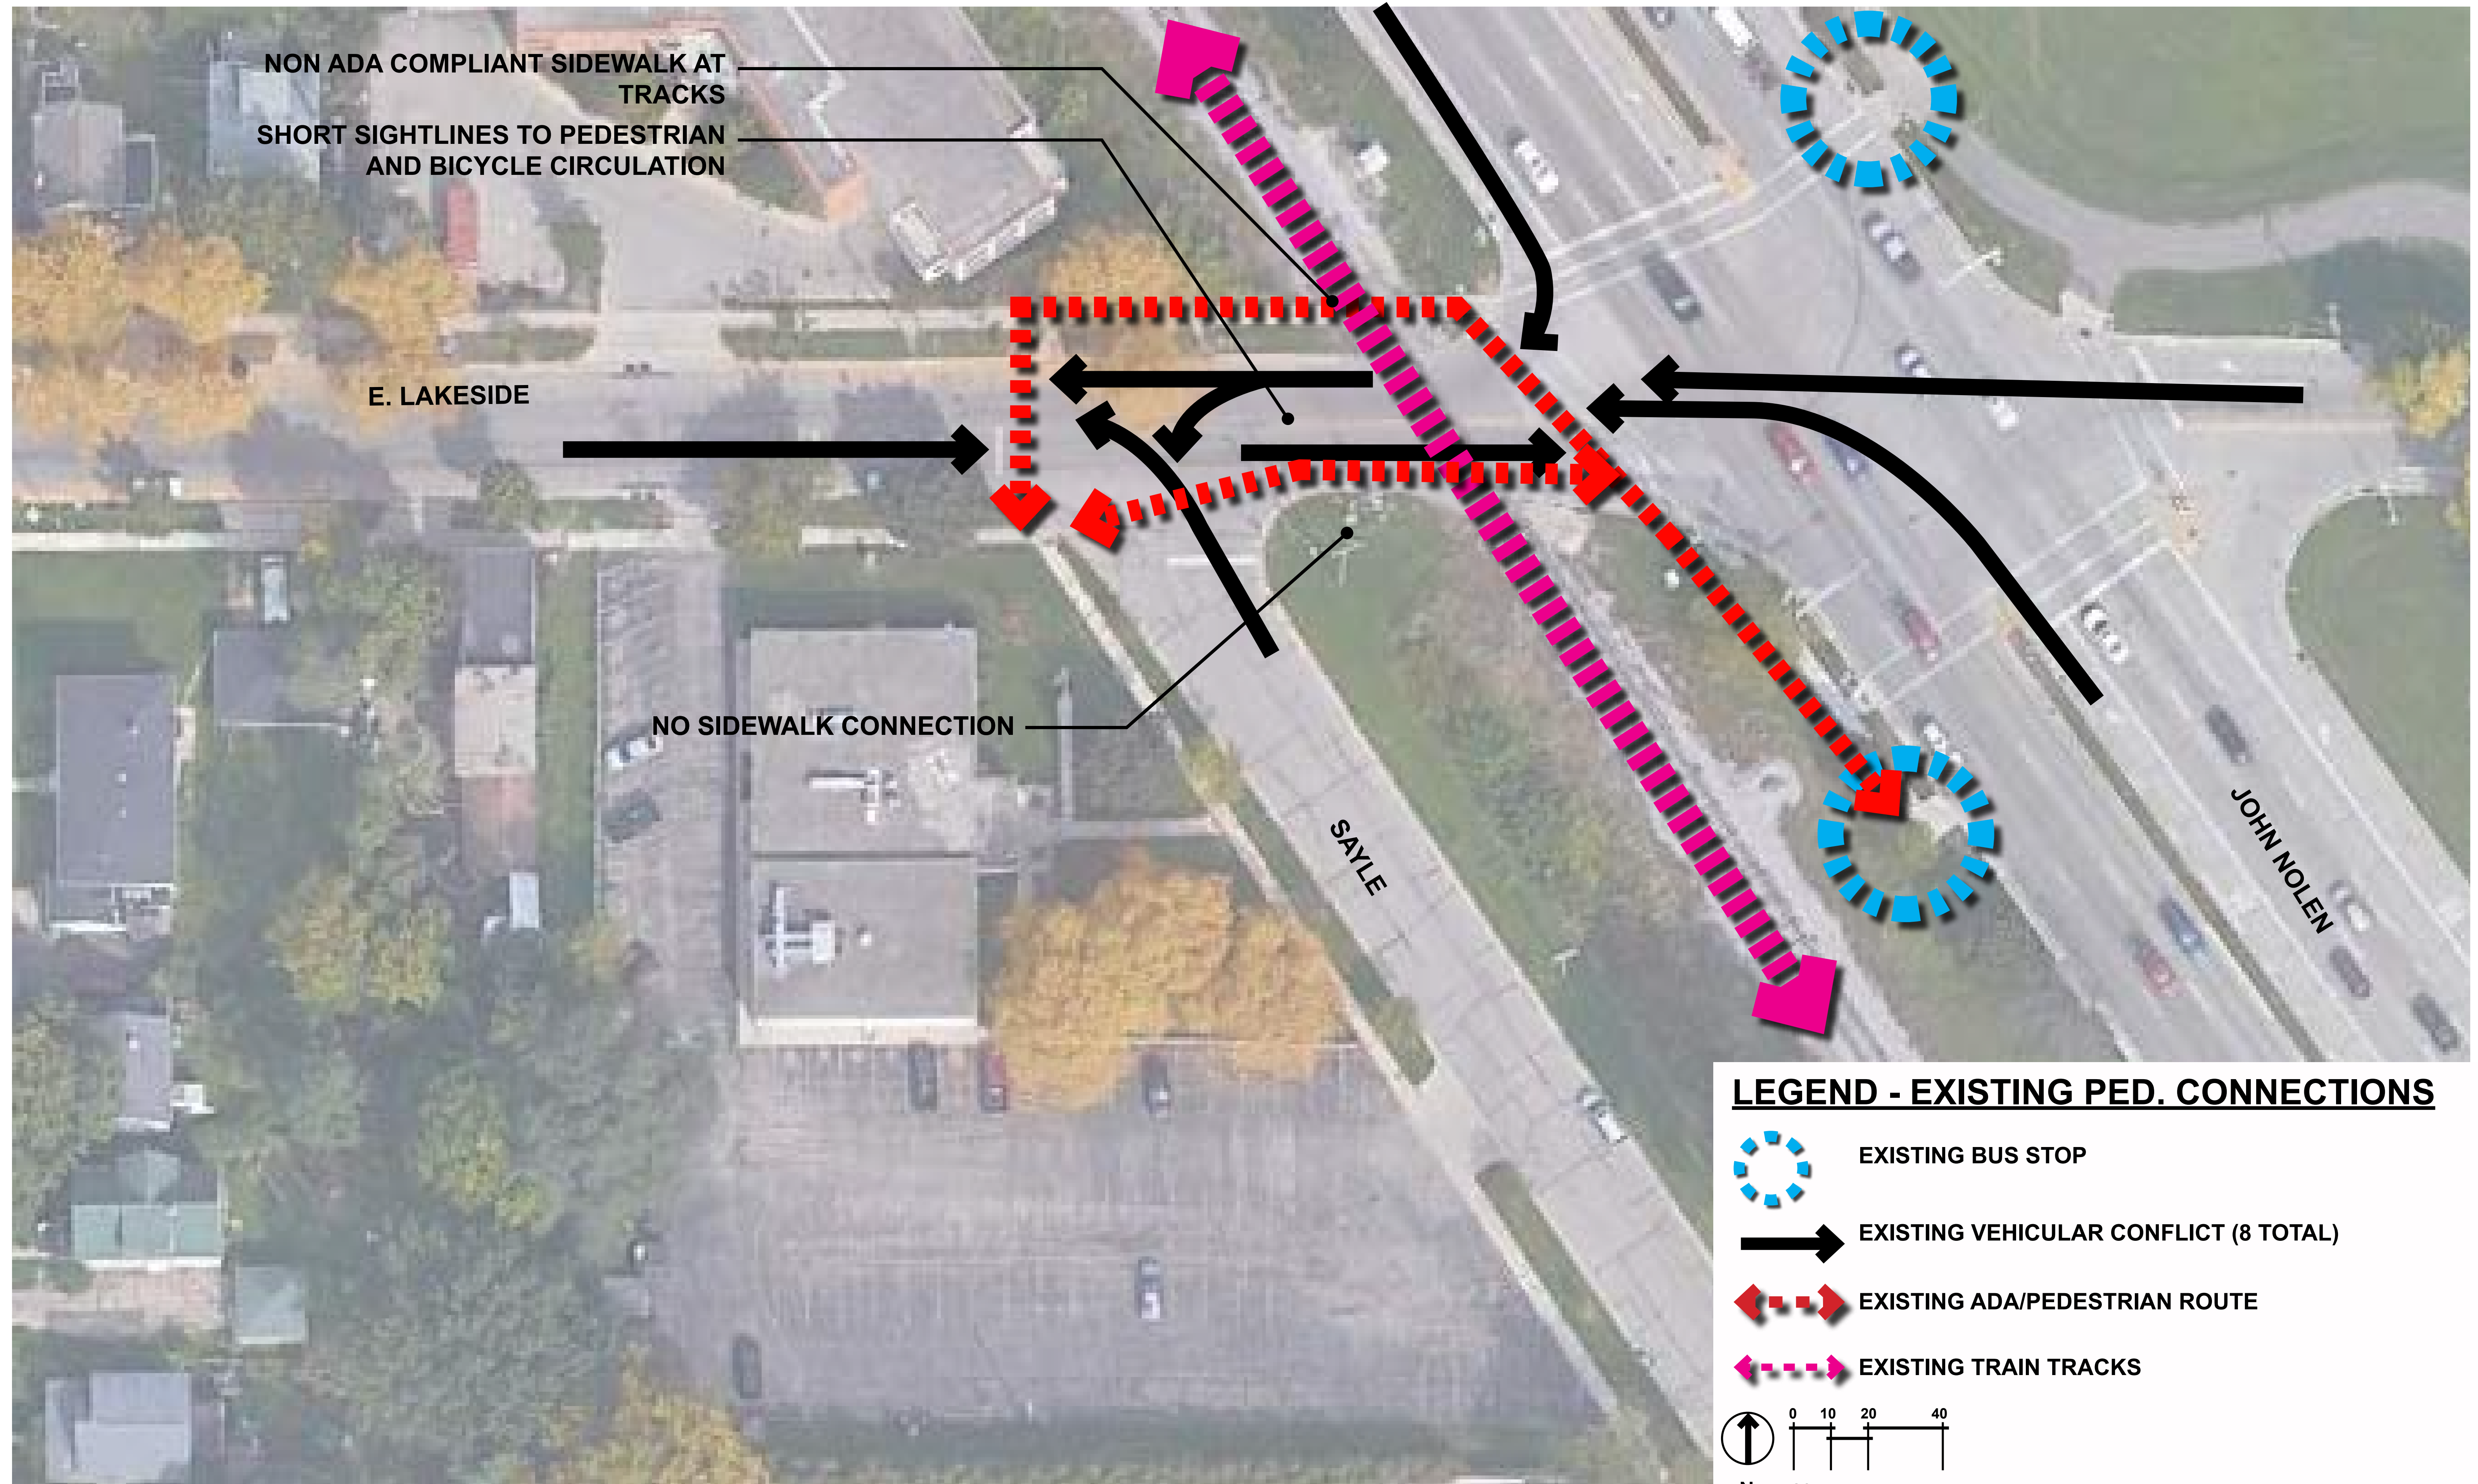 NON ADA COMPLIANT SIDEWALK AT
TRACKS
SHORT SIGHTLINES TO PEDESTRIAN
AND BICYCLE CIRCULATION
E. LAKESIDE
NO SIDEWALK CONNECTION
SAYLE
JOHN NOLEN
LEGEND - EXISTING PED. CONNECTIONS
EXISTING BUS STOP
EXISTING VEHICULAR CONFLICT (8 TOTAL)
EXISTING ADA/PEDESTRIAN ROUTE
EXISTING TRAIN TRACKS
0 10 20 40